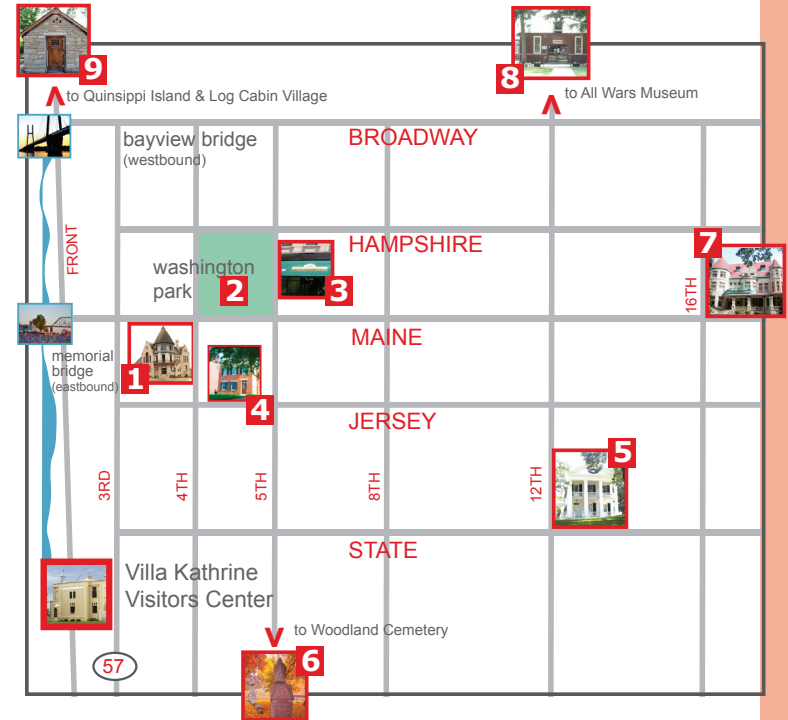 9
8
to Quinsippi Island & Log Cabin Village
to All Wars Museum
bayview bridge
(westbound)
BROADWAY
FRONT
HAMPSHIRE
7
washington
park
2
3
16TH
MAINE
memorial
bridge
(eastbound)
1
4
JERSEY
5
3RD
4TH
5TH
8TH
12TH
STATE
Villa Kathrine
Visitors Center
to Woodland Cemetery
57
6